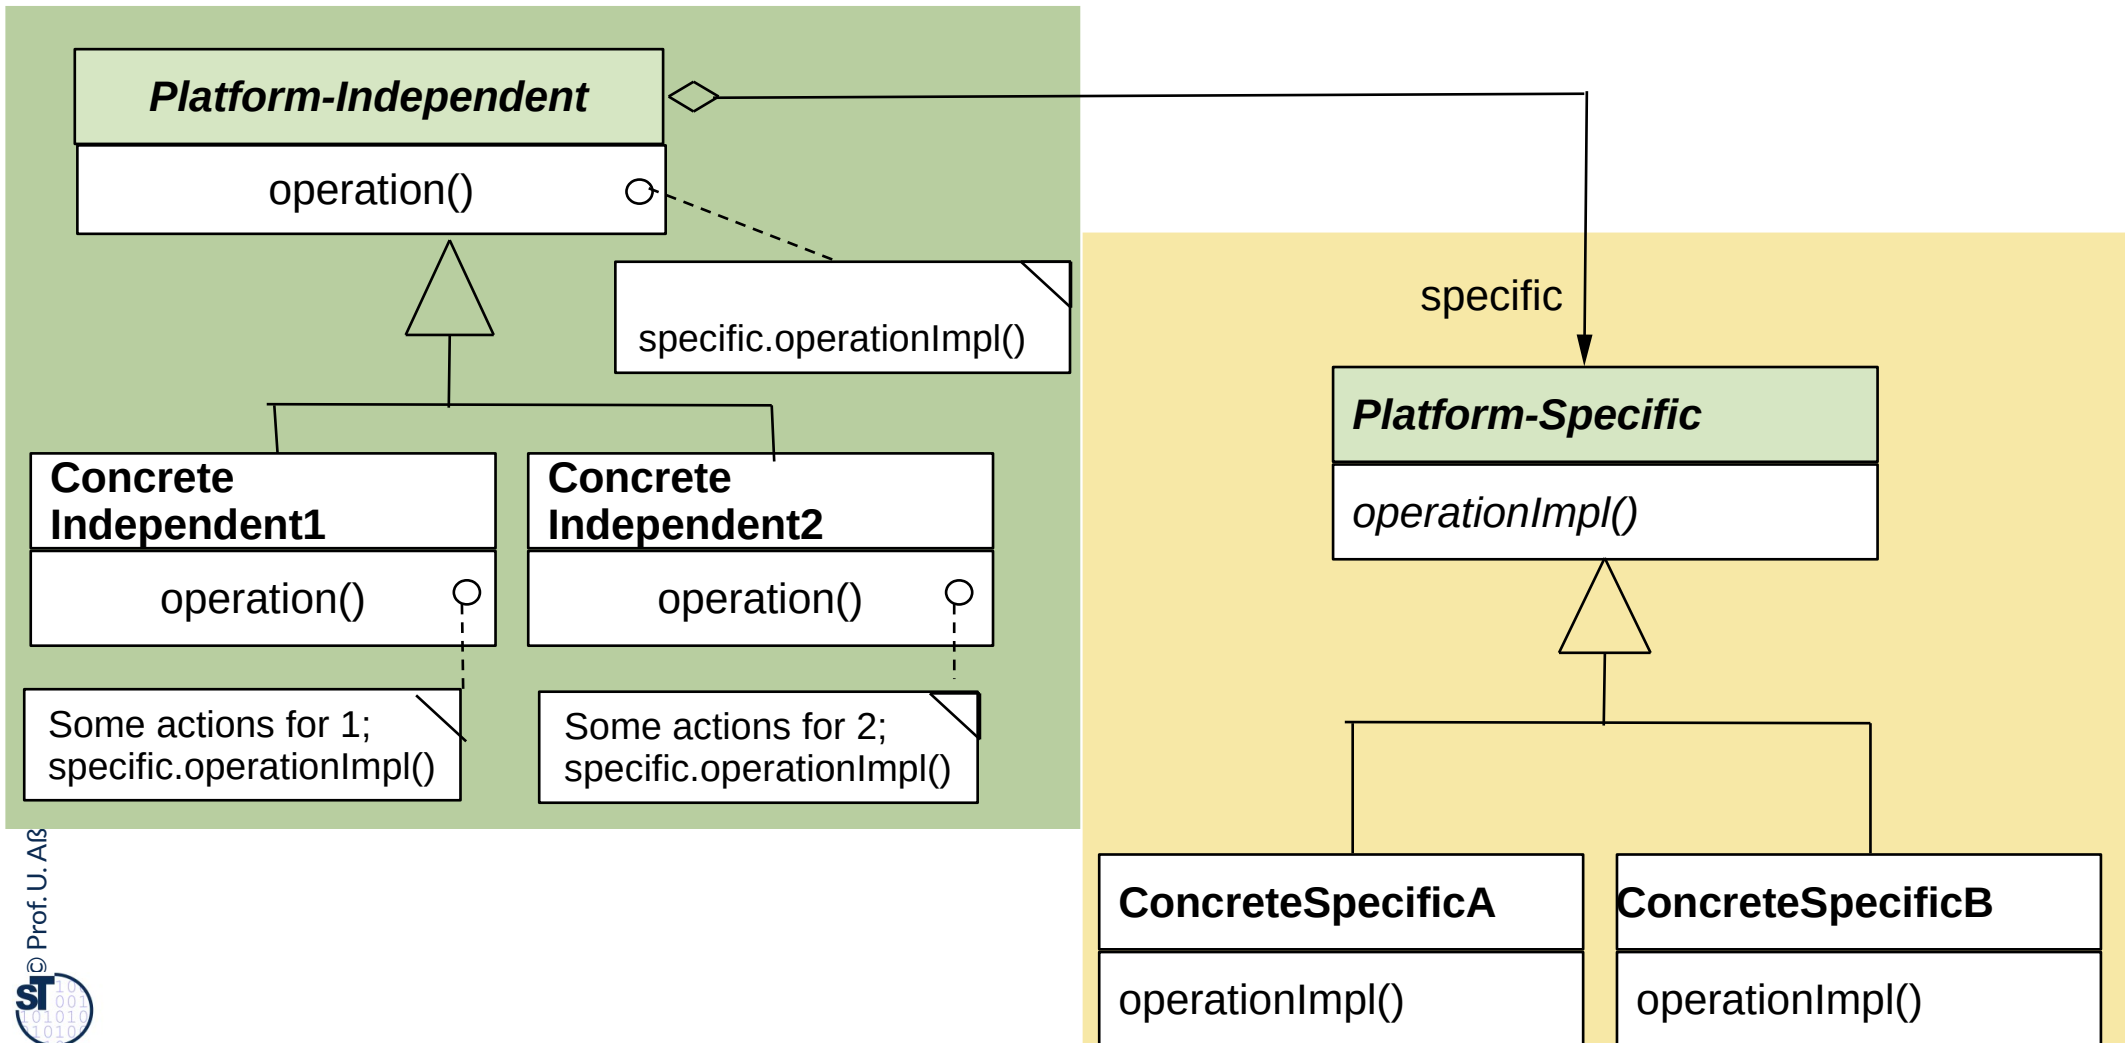 Platform-Independent
operation()
specific.operationImpl()
Concrete
Independent1
operation()
Concrete
Independent2
operation()
Some actions for 1;
specific.operationImpl()
Some actions for 2;
specific.operationImpl()
specific
Platform-Specific
operationImpl()
ConcreteSpecificA
operationImpl()
ConcreteSpecificB
operationImpl()
© Prof. U. Aß
ST